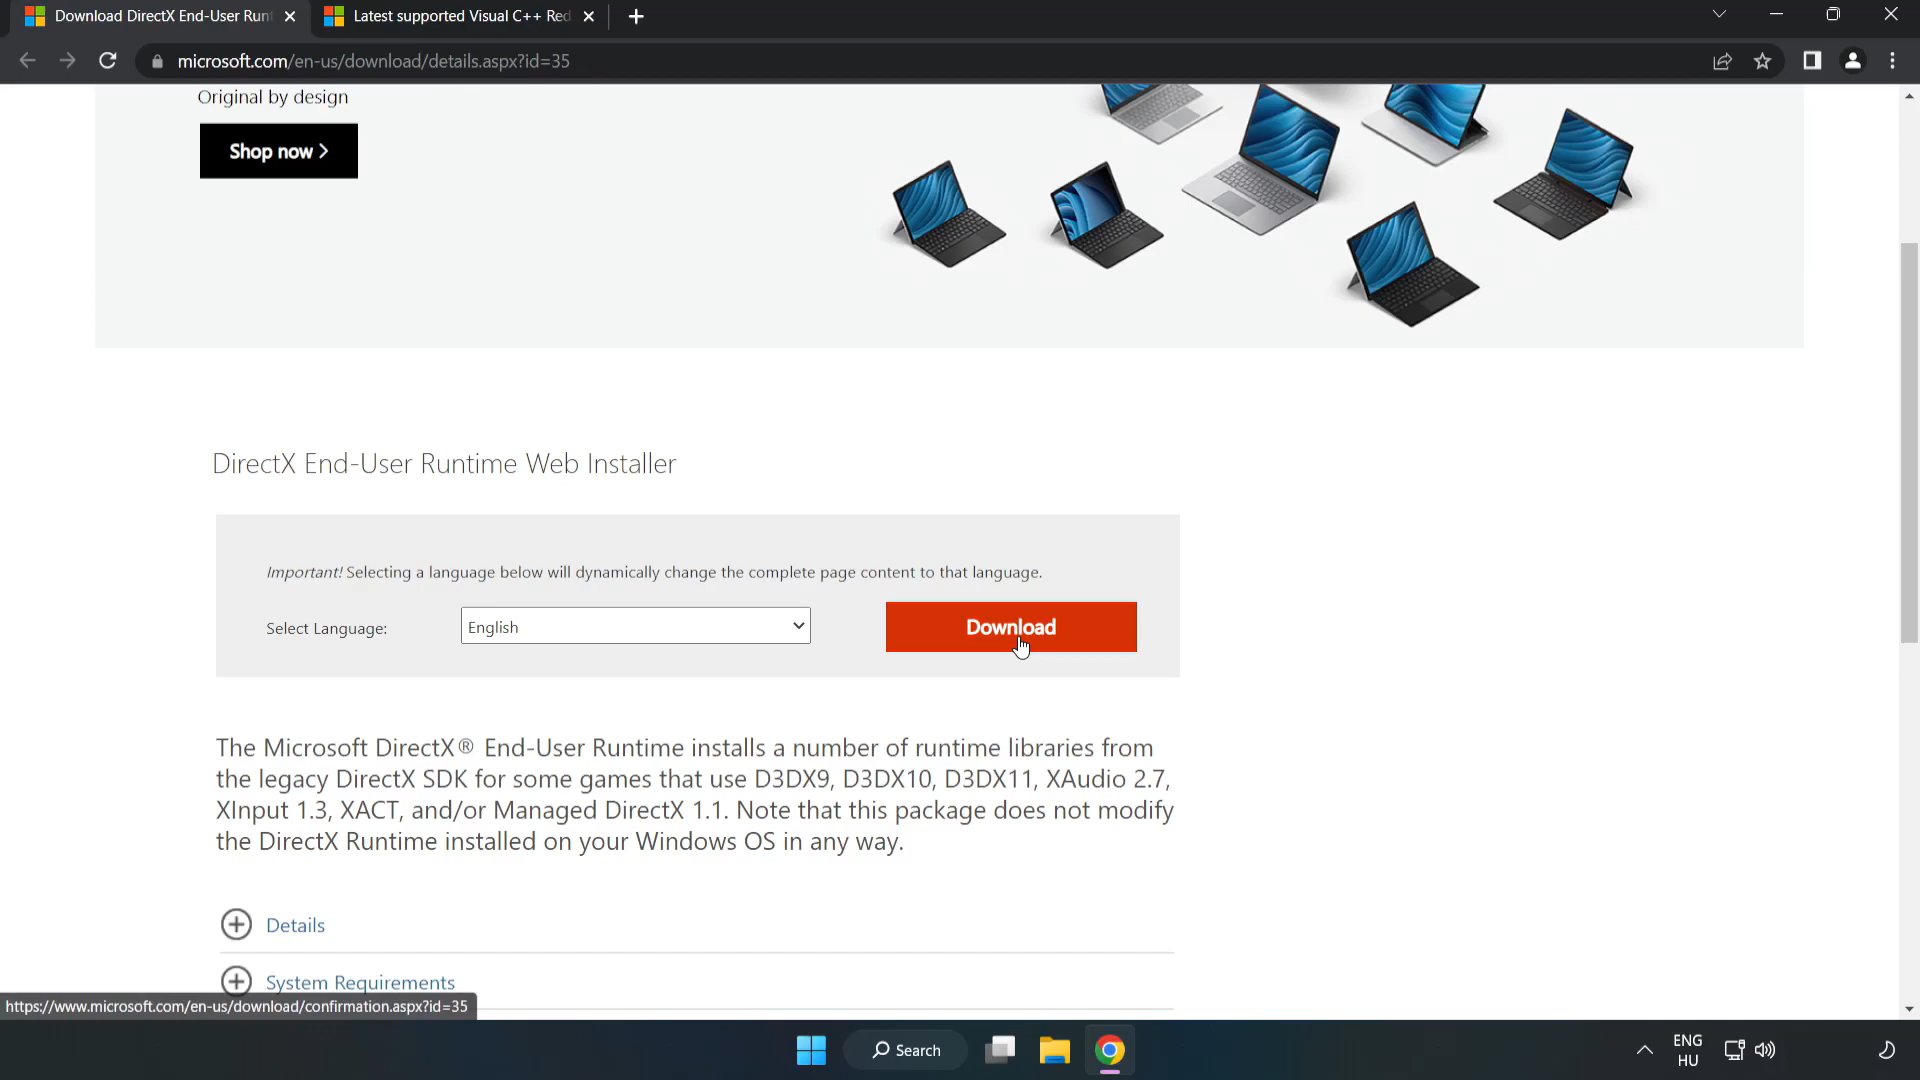 Download DirectX End-User Runt
Latest supported Visual C++ Red
microsoft.com/en-us/download/details.aspx?id=35
Original by design
Shop now >
DirectX End-User Runtime Web Installer
Important! Selecting a language below will dynamically change the complete page content to that language.
Select Language:
English
Download
The Microsoft DirectX® End-User Runtime installs a number of runtime libraries from
the legacy DirectX SDK for some games that use D3DX9, D3DX10, D3DX11, XAudio 2.7,
XInput 1.3, XACT, and/or Managed DirectX 1.1. Note that this package does not modify
the DirectX Runtime installed on your Windows OS in any way.
Details
System Requirements
https://www.microsoft.com/en-us/download/confirmation.aspx?id=35
Search
ENG
HU